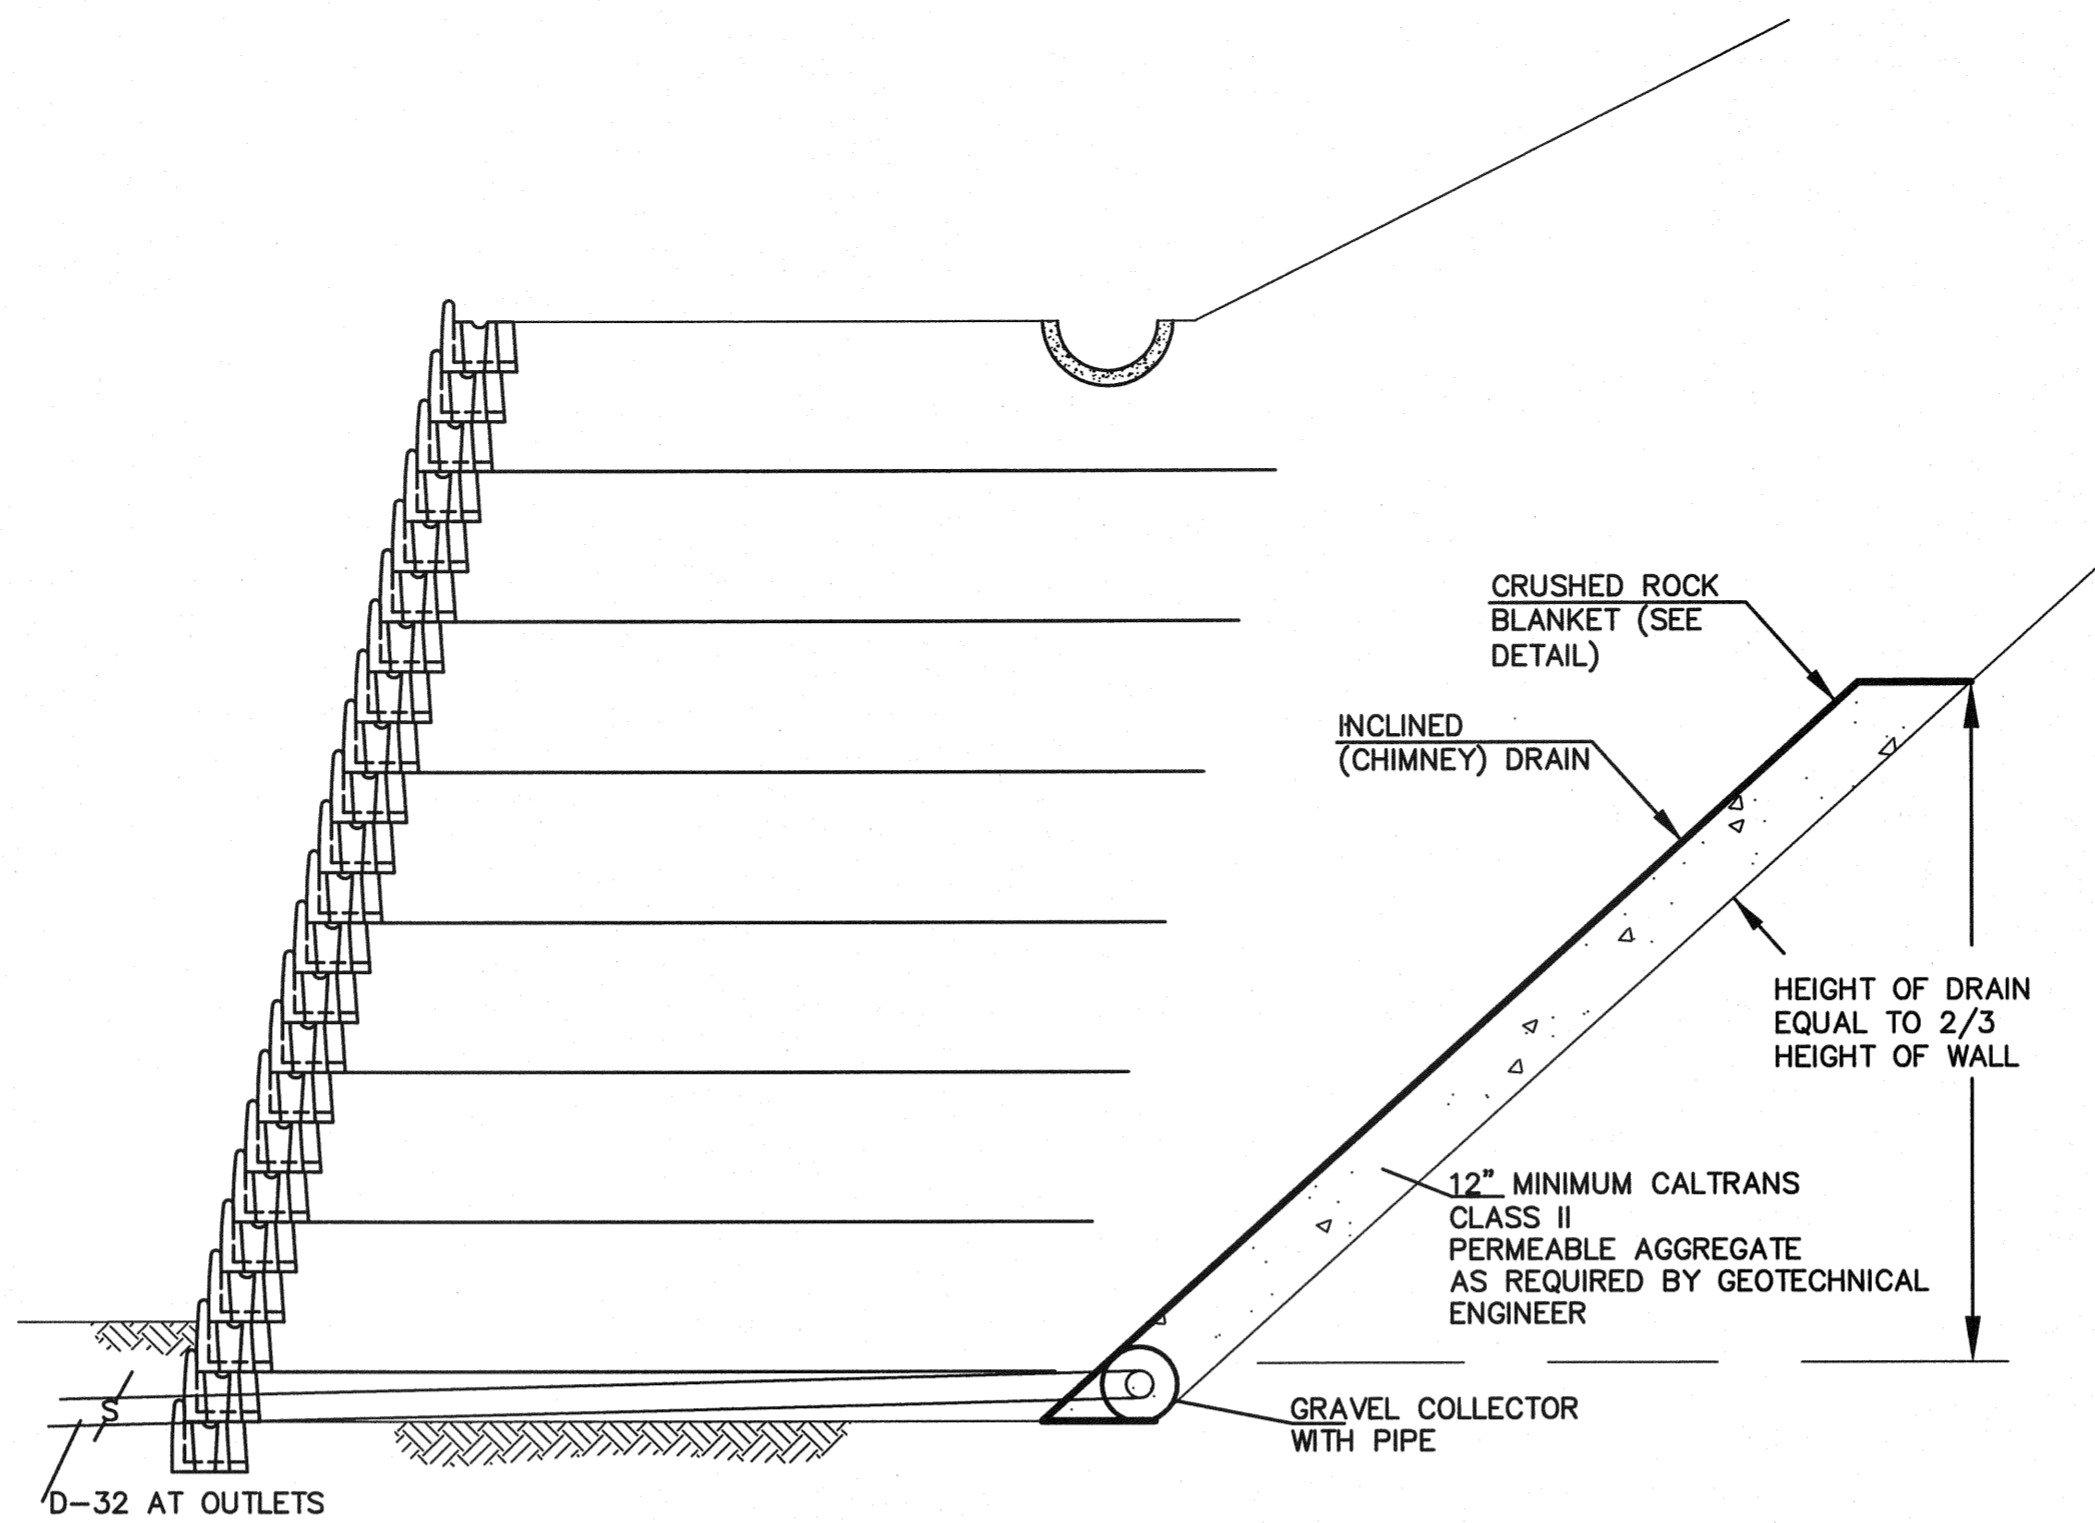 CRUSHED ROCK
BLANKET (SEE
DETAIL)
INCLINED
(CHIMNEY) DRAIN
HEIGHT OF DRAIN
EQUAL TO 2/3
HEIGHT OF WALL
12" MINIMUM CALTRANS
CLASS II
PERMEABLE AGGREGATE
AS REQUIRED BY GEOTECHNICAL
ENGINEER
GRAVEL COLLECTOR
WITH PIPE
S
D-32 AT OUTLETS